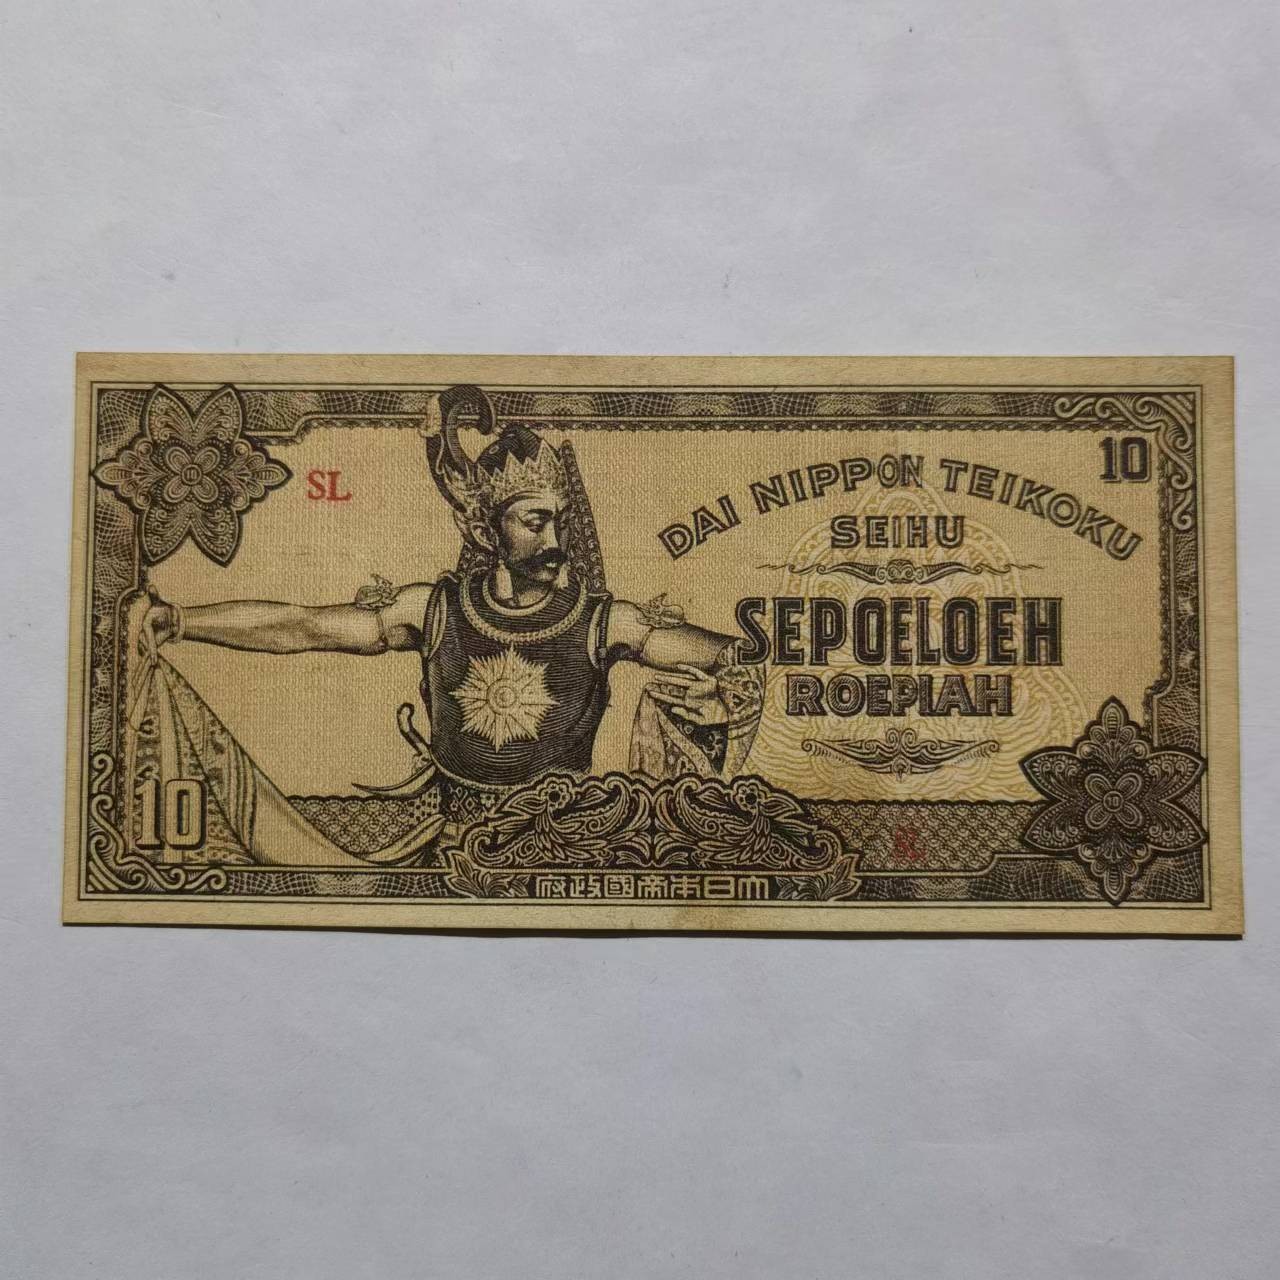 SL
10
DAI NIPPON TEIKOKU
SEIHU
SEPOELOEH
ROEPIAH
10
SL
府政國帝本日大